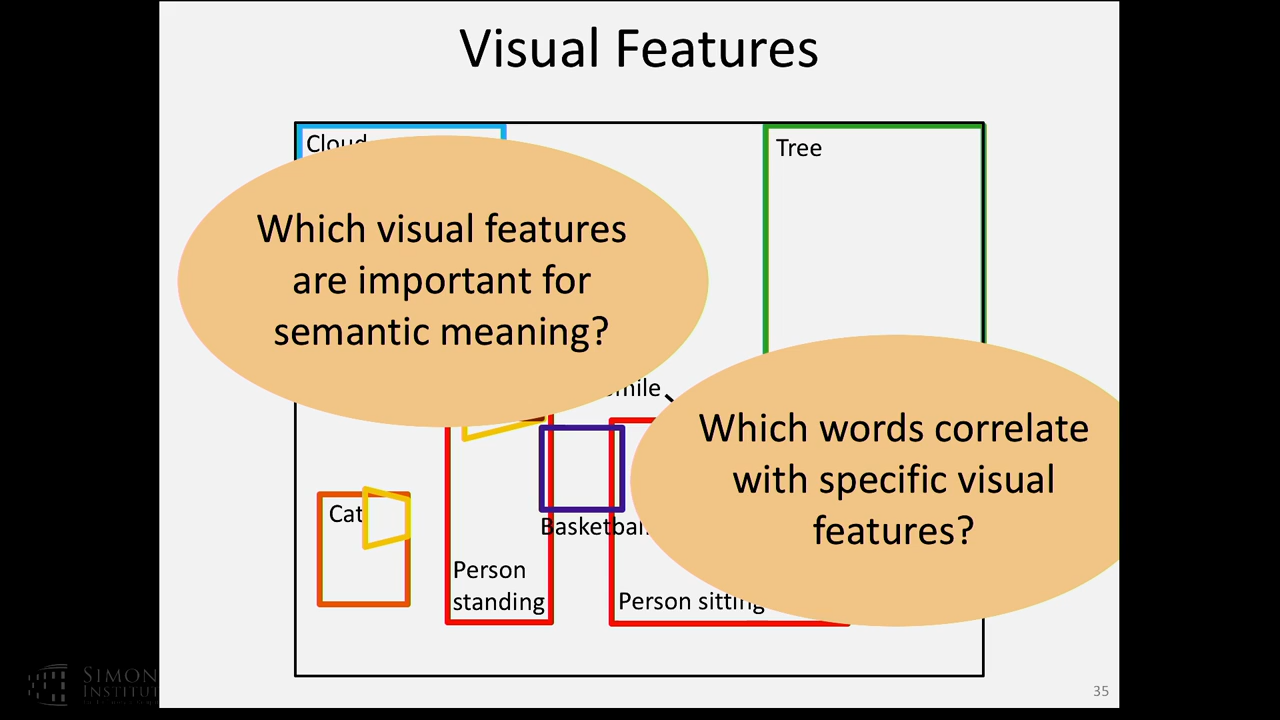 Visual Features
Cloud
Tree
Which visual features
are important for
semantic meaning?
Which words correlate
with specific visual
features?
Cat
Person
standing
Person sitting
35